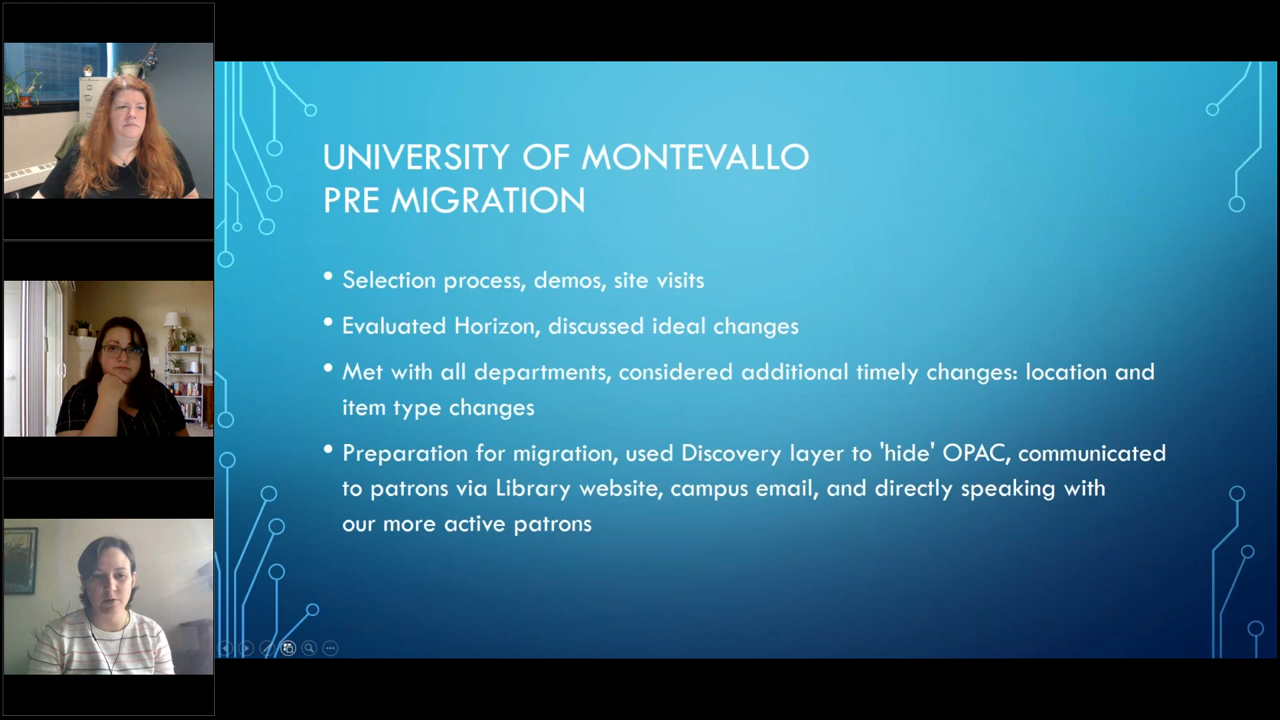 UNIVERSITY OF MONTEVALLO
PRE MIGRATION
• Selection process, demos, site visits
• Evaluated Horizon, discussed ideal changes
• Met with all departments, considered additional timely changes: location and
item type changes
• Preparation for migration, used Discovery layer to 'hide' OPAC, communicated
to patrons via Library website, campus email, and directly speaking with
our more active patrons